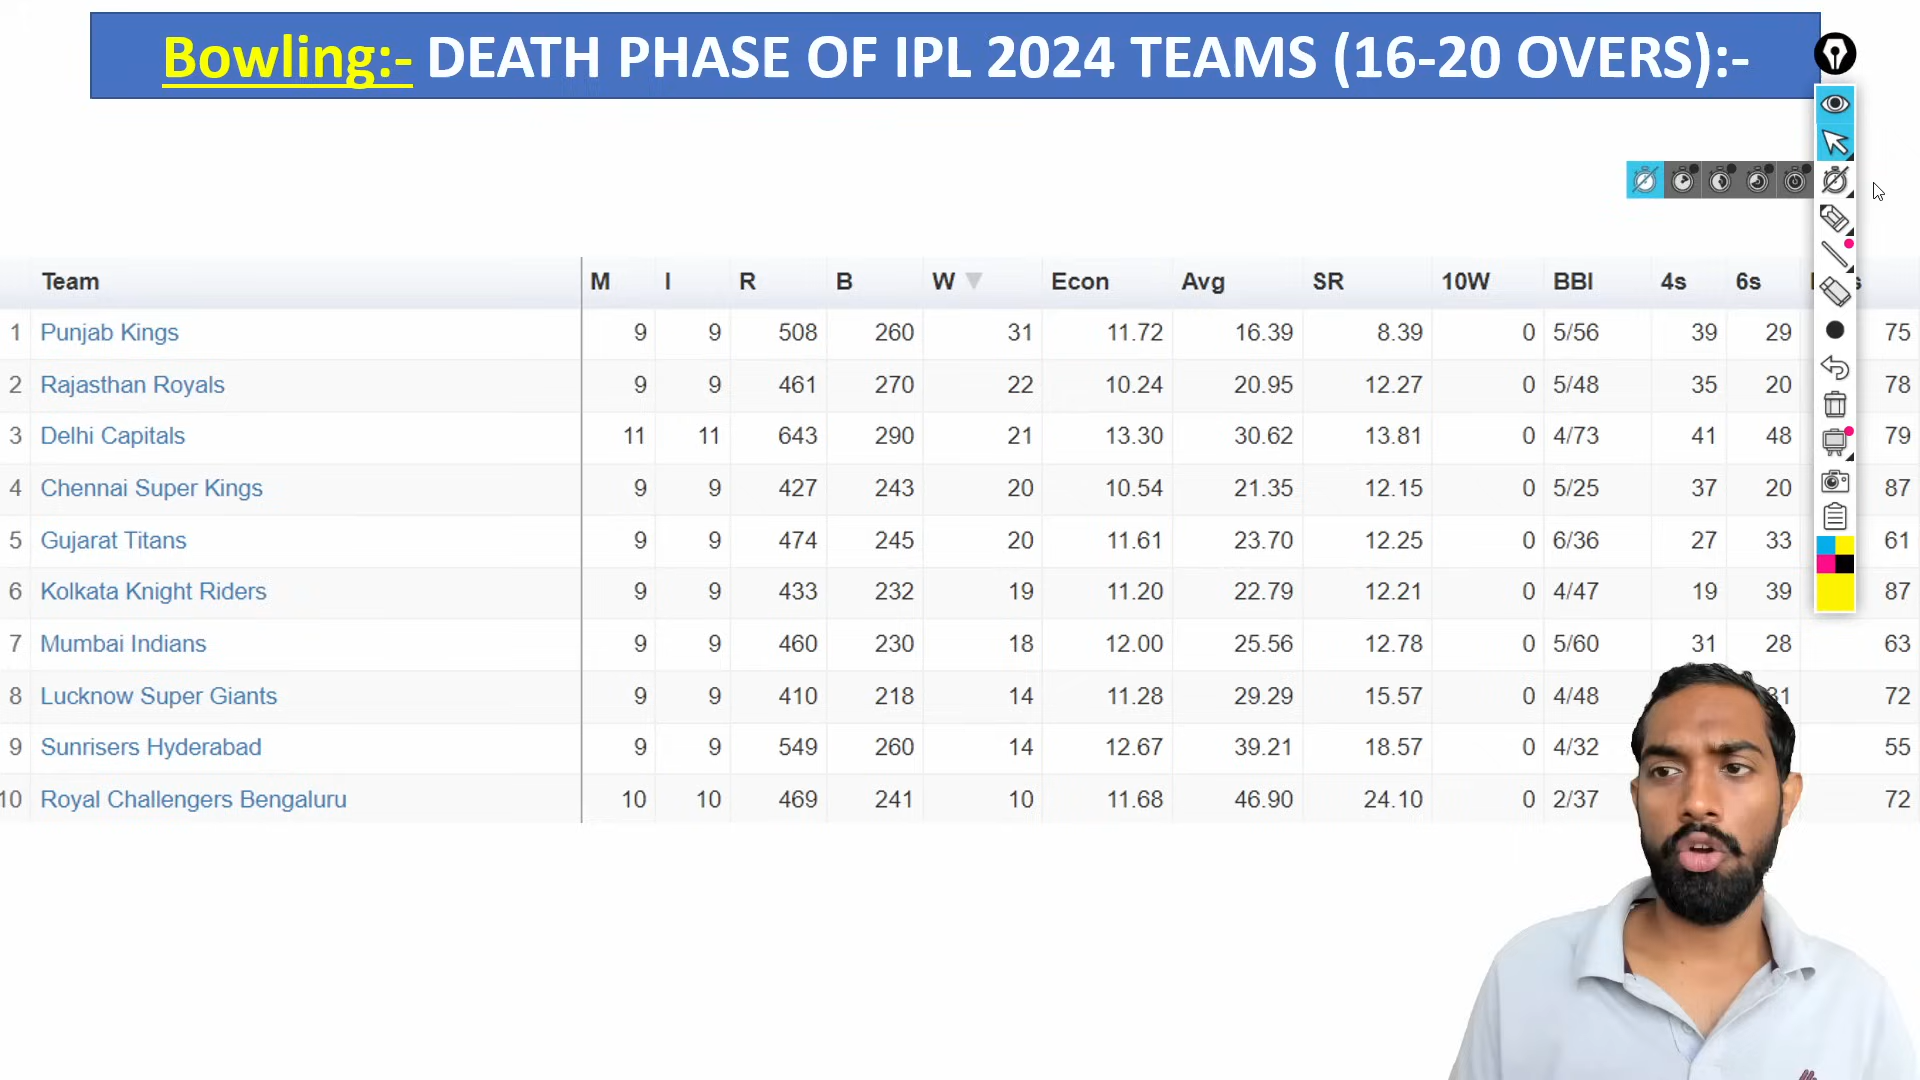 Bowling:- DEATH PHASE OF IPL 2024 TEAMS (16-20 OVERS):-
Team M I R B W Econ Avg SR 10W BBI 4s 6s
1 Punjab Kings 9 9 508 260 31 11.72 16.39 8.39 0 5/56 39 29 75
2 Rajasthan Royals 9 9 461 270 22 10.24 20.95 12.27 0 5/48 35 20 78
3 Delhi Capitals 11 11 643 290 21 13.30 30.62 13.81 0 4/73 41 48 79
4 Chennai Super Kings 9 9 427 243 20 10.54 21.35 12.15 0 5/25 37 20 87
5 Gujarat Titans 9 9 474 245 20 11.61 23.70 12.25 0 6/36 27 33 61
6 Kolkata Knight Riders 9 9 433 232 19 11.20 22.79 12.21 0 4/47 19 39 87
7 Mumbai Indians 9 9 460 230 18 12.00 25.56 12.78 0 5/60 31 28 63
8 Lucknow Super Giants 9 9 410 218 14 11.28 29.29 15.57 0 4/48 72
9 Sunrisers Hyderabad 9 9 549 260 14 12.67 39.21 18.57 0 4/32 55
10 Royal Challengers Bengaluru 10 10 469 241 10 11.68 46.90 24.10 0 2/37 72